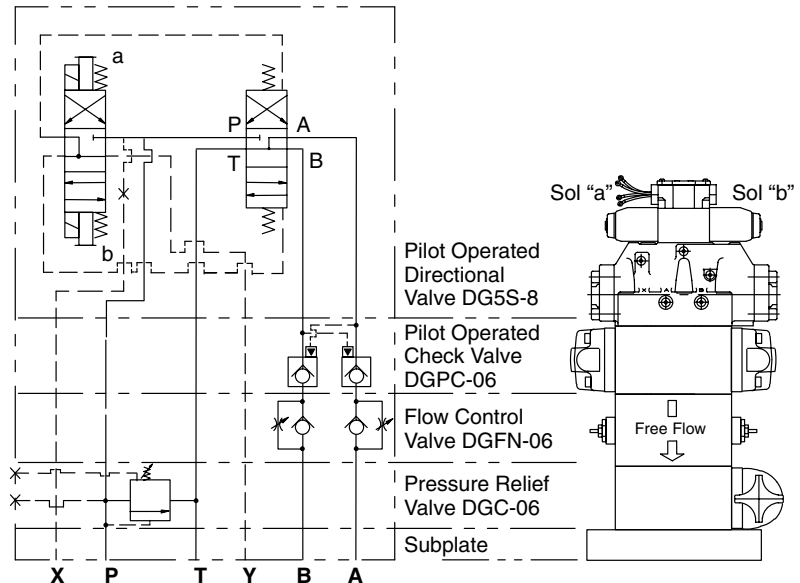 a
P A
T B
b
Sol "a"
Sol "b"
Pilot Operated
Directional
Valve DG5S-8
X A B
Pilot Operated
Check Valve
DGPC-06
Flow Control
Valve DGFN-06
Free Flow
Pressure Relief
Valve DGC-06
Subplate
X P T Y B A